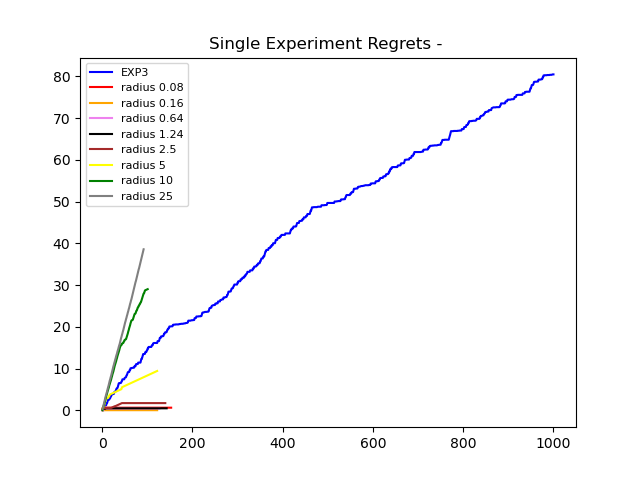 Single Experiment Regrets -
80
70
60
50
40
30
20
10
0
EXP3
radius 0.08
radius 0.16
radius 0.64
radius 1.24
radius 2.5
radius 5
radius 10
radius 25
0 200 400 600 800 1000